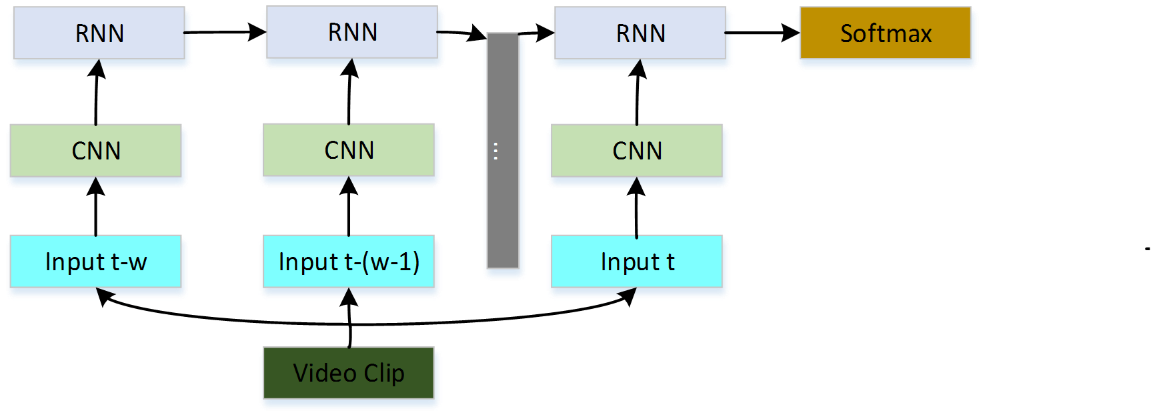 RNN
RNN
RNN
Softmax
CNN
CNN
...
CNN
Input t-w
Input t-(w-1)
Input t
-
Video Clip